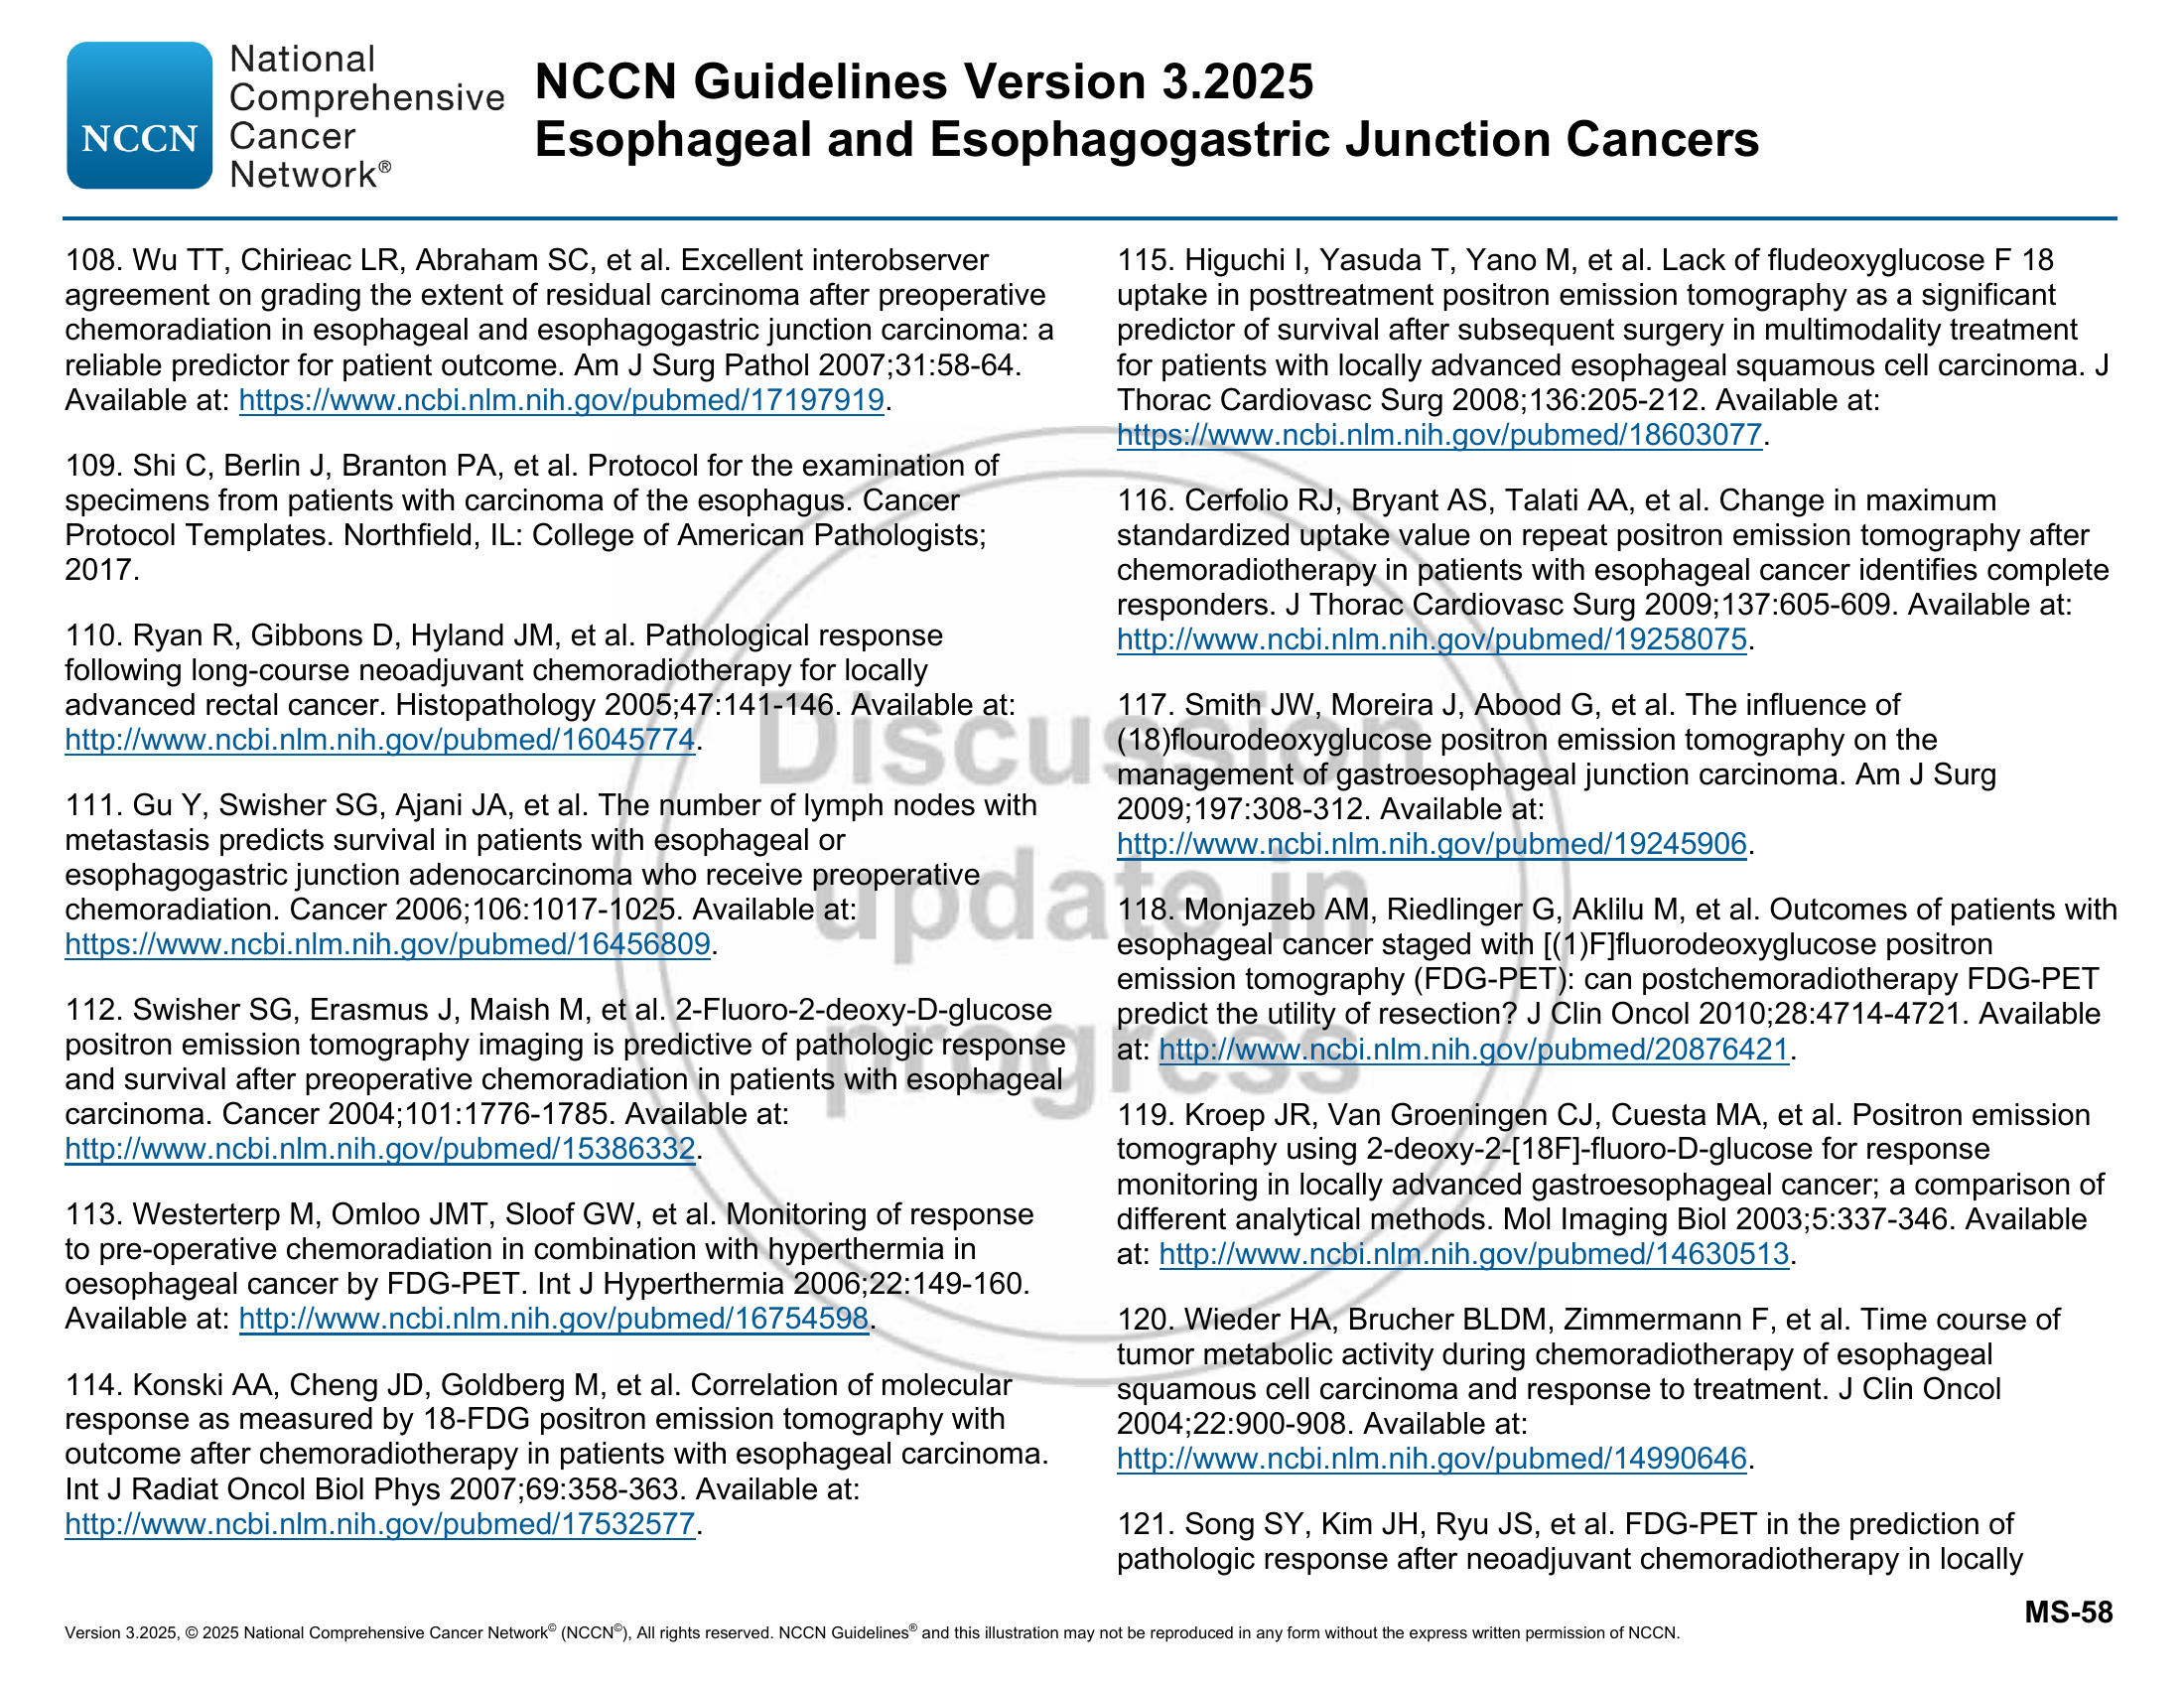 NCCN
National
Comprehensive
Cancer
Network®
NCCN Guidelines Version 3.2025
Esophageal and Esophagogastric Junction Cancers
108. Wu TT, Chirieac LR, Abraham SC, et al. Excellent interobserver
agreement on grading the extent of residual carcinoma after preoperative
chemoradiation in esophageal and esophagogastric junction carcinoma: a
reliable predictor for patient outcome. Am J Surg Pathol 2007;31:58-64.
Available at: https://www.ncbi.nlm.nih.gov/pubmed/17197919.
109. Shi C, Berlin J, Branton PA, et al. Protocol for the examination of
specimens from patients with carcinoma of the esophagus. Cancer
Protocol Templates. Northfield, IL: College of American Pathologists;
2017.
110. Ryan R, Gibbons D, Hyland JM, et al. Pathological response
following long-course neoadjuvant chemoradiotherapy for locally
advanced rectal cancer. Histopathology 2005;47:141-146. Available at:
http://www.ncbi.nlm.nih.gov/pubmed/16045774.
111. Gu Y, Swisher SG, Ajani JA, et al. The number of lymph nodes with
metastasis predicts survival in patients with esophageal or
esophagogastric junction adenocarcinoma who receive preoperative
chemoradiation. Cancer 2006;106:1017-1025. Available at:
https://www.ncbi.nlm.nih.gov/pubmed/16456809.
112. Swisher SG, Erasmus J, Maish M, et al. 2-Fluoro-2-deoxy-D-glucose
positron emission tomography imaging is predictive of pathologic response
and survival after preoperative chemoradiation in patients with esophageal
carcinoma. Cancer 2004;101:1776-1785. Available at:
http://www.ncbi.nlm.nih.gov/pubmed/15386332.
113. Westerterp M, Omloo JMT, Sloof GW, et al. Monitoring of response
to pre-operative chemoradiation in combination with hyperthermia in
oesophageal cancer by FDG-PET. Int J Hyperthermia 2006;22:149-160.
Available at: http://www.ncbi.nlm.nih.gov/pubmed/16754598.
114. Konski AA, Cheng JD, Goldberg M, et al. Correlation of molecular
response as measured by 18-FDG positron emission tomography with
outcome after chemoradiotherapy in patients with esophageal carcinoma.
Int J Radiat Oncol Biol Phys 2007;69:358-363. Available at:
http://www.ncbi.nlm.nih.gov/pubmed/17532577.
115. Higuchi I, Yasuda T, Yano M, et al. Lack of fludeoxyglucose F 18
uptake in posttreatment positron emission tomography as a significant
predictor of survival after subsequent surgery in multimodality treatment
for patients with locally advanced esophageal squamous cell carcinoma. J
Thorac Cardiovasc Surg 2008;136:205-212. Available at:
https://www.ncbi.nlm.nih.gov/pubmed/18603077.
116. Cerfolio RJ, Bryant AS, Talati AA, et al. Change in maximum
standardized uptake value on repeat positron emission tomography after
chemoradiotherapy in patients with esophageal cancer identifies complete
responders. J Thorac Cardiovasc Surg 2009;137:605-609. Available at:
http://www.ncbi.nlm.nih.gov/pubmed/19258075.
117. Smith JW, Moreira J, Abood G, et al. The influence of
(18)flourodeoxyglucose positron emission tomography on the
management of gastroesophageal junction carcinoma. Am J Surg
2009;197:308-312. Available at:
http://www.ncbi.nlm.nih.gov/pubmed/19245906.
118. Monjazeb AM, Riedlinger G, Aklilu M, et al. Outcomes of patients with
esophageal cancer staged with [(1)F]fluorodeoxyglucose positron
emission tomography (FDG-PET): can postchemoradiotherapy FDG-PET
predict the utility of resection? J Clin Oncol 2010;28:4714-4721. Available
at: http://www.ncbi.nlm.nih.gov/pubmed/20876421.
119. Kroep JR, Van Groeningen CJ, Cuesta MA, et al. Positron emission
tomography using 2-deoxy-2-[18F]-fluoro-D-glucose for response
monitoring in locally advanced gastroesophageal cancer; a comparison of
different analytical methods. Mol Imaging Biol 2003;5:337-346. Available
at: http://www.ncbi.nlm.nih.gov/pubmed/14630513.
120. Wieder HA, Brucher BLDM, Zimmermann F, et al. Time course of
tumor metabolic activity during chemoradiotherapy of esophageal
squamous cell carcinoma and response to treatment. J Clin Oncol
2004;22:900-908. Available at:
http://www.ncbi.nlm.nih.gov/pubmed/14990646.
121. Song SY, Kim JH, Ryu JS, et al. FDG-PET in the prediction of
pathologic response after neoadjuvant chemoradiotherapy in locally
Discussion
update in
progress
MS-58
Version 3.2025, © 2025 National Comprehensive Cancer Network© (NCCN©), All rights reserved. NCCN Guidelines® and this illustration may not be reproduced in any form without the express written permission of NCCN.